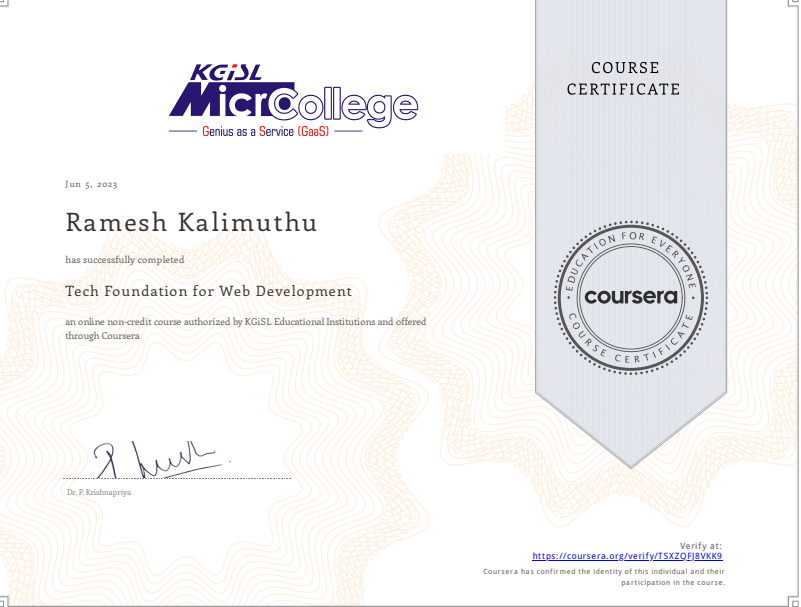 KGiSL
MicroCollege
Genius as a Service (GaaS)
COURSE
CERTIFICATE
Jun 5, 2023
Ramesh Kalimuthu
has successfully completed
Tech Foundation for Web Development
an online non-credit course authorized by KGiSL Educational Institutions and offered
through Coursera
EDUCATION FOR EVERYONE
coursera
COURSE CERTIFICATE
Dr. P. Krishnapriya
Verify at:
https://coursera.org/verify/TSXZQFJ8VKK9
Coursera has confirmed the identity of this individual and their
participation in the course.